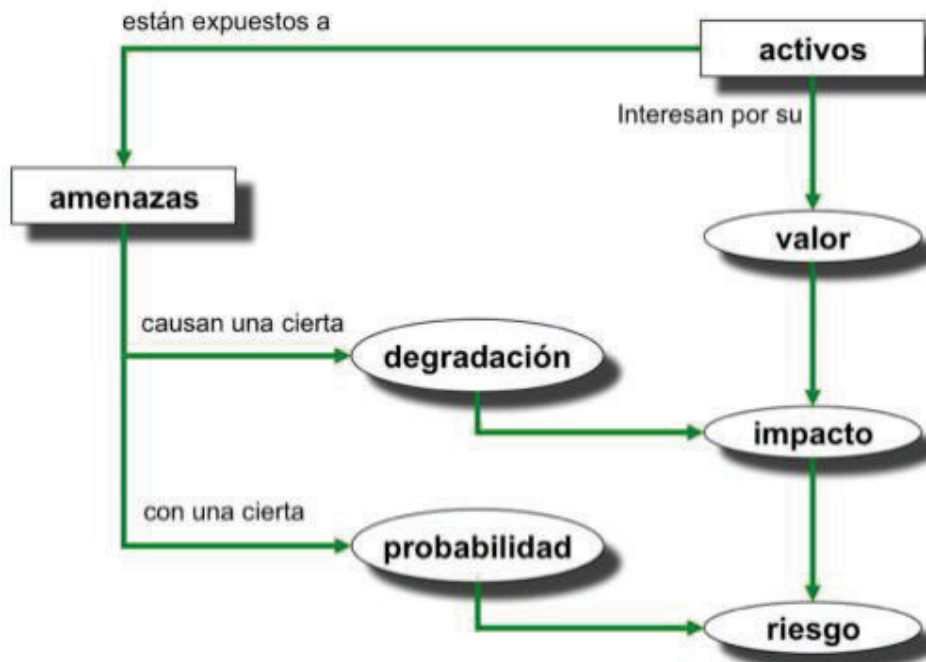 están expuestos a
activos
Interesan por su
amenazas
valor
causan una cierta
degradación
impacto
con una cierta
probabilidad
riesgo